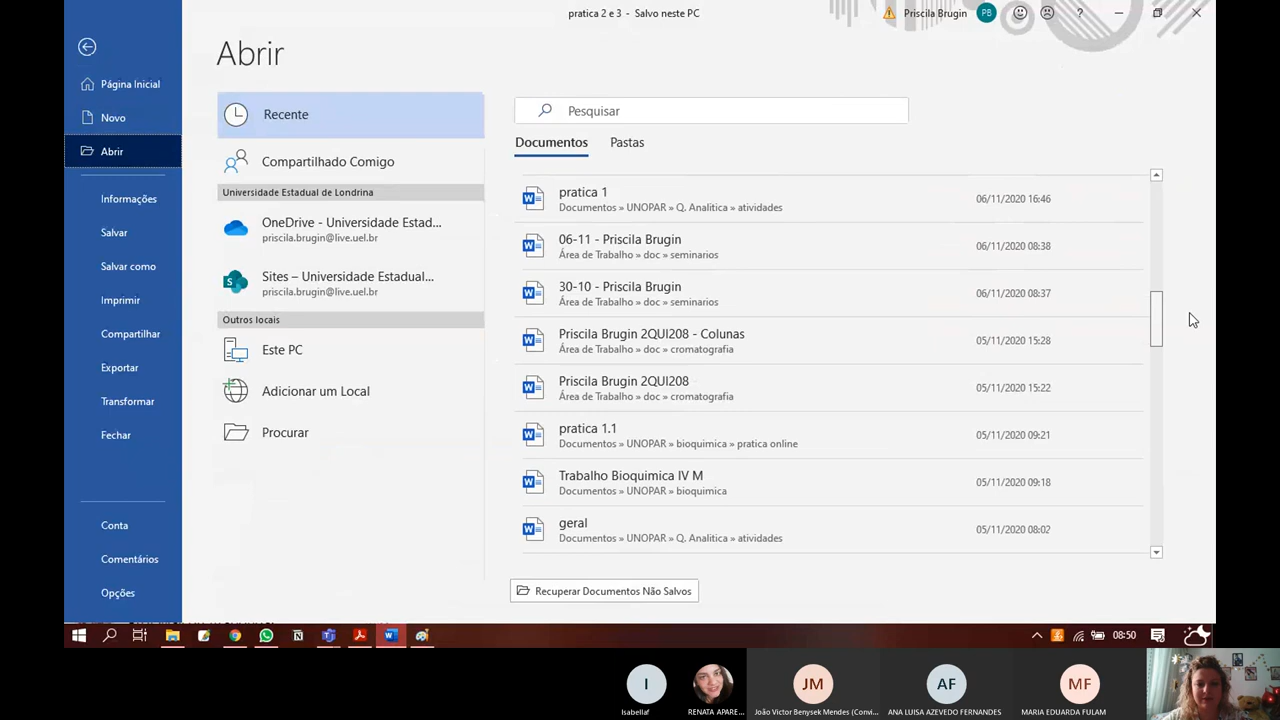 pratica 2 e 3 - Salvo neste PC
Priscila Brugin
PB
?
Abrir
Página Inicial
Novo
Abrir
Informações
Salvar
Salvar como
Imprimir
Compartilhar
Exportar
Transformar
Fechar
Conta
Comentários
Opções
Recente
Compartilhado Comigo
Universidade Estadual de Londrina
OneDrive - Universidade Estad...
priscila.brugin@live.uel.br
Sites – Universidade Estadual...
priscila.brugin@live.uel.br
Outros locais
Este PC
Adicionar um Local
Procurar
Pesquisar
Documentos Pastas
pratica 1 06/11/2020 16:46
Documentos » UNOPAR » Q. Analitica » atividades
06-11 - Priscila Brugin 06/11/2020 08:38
Área de Trabalho » doc » seminarios
30-10 - Priscila Brugin 06/11/2020 08:37
Área de Trabalho » doc » seminarios
Priscila Brugin 2QUI208 - Colunas 05/11/2020 15:28
Área de Trabalho » doc » cromatografia
Priscila Brugin 2QUI208 05/11/2020 15:22
Área de Trabalho » doc » cromatografia
pratica 1.1 05/11/2020 09:21
Documentos » UNOPAR » bioquimica » pratica online
Trabalho Bioquimica IV M 05/11/2020 09:18
Documentos » UNOPAR » bioquimica
geral 05/11/2020 08:02
Documentos » UNOPAR » Q. Analitica » atividades
Recuperar Documentos Não Salvos
08:50
I JM AF MF
Isabellaf RENATA APARE... João Victor Benysek Mendes (Convi... ANA LUISA AZEVEDO FERNANDES MARIA EDUARDA FULAM...